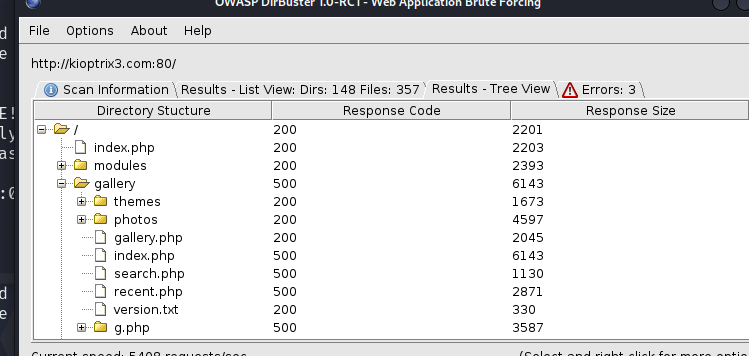 OWASP DirBuster 1.0-RC1 - Web Application Brute Forcing
File Options About Help
http://kioptrix3.com:80/
Scan Information Results - List View: Dirs: 148 Files: 357 Results - Tree View Errors: 3
Directory Stucture Response Code Response Size
/ 200 2201
index.php 200 2203
modules 200 2393
gallery 500 6143
themes 200 1673
photos 200 4597
gallery.php 200 2045
index.php 500 6143
search.php 500 1130
recent.php 500 2871
version.txt 200 330
g.php 500 3587
Current speed: 5408 requests/sec (Select and right click for more optio